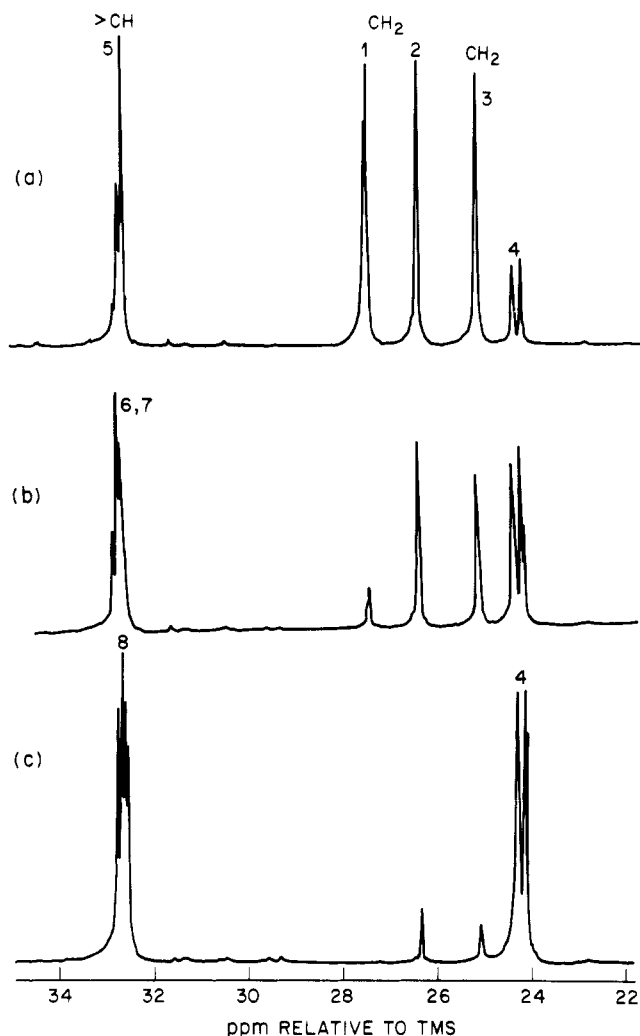 >CH
5
CH2
1
2
CH2
3
4
(a)
6,7
(b)
8
4
(c)
34 32 30 28 26 24 22
ppm RELATIVE TO TMS